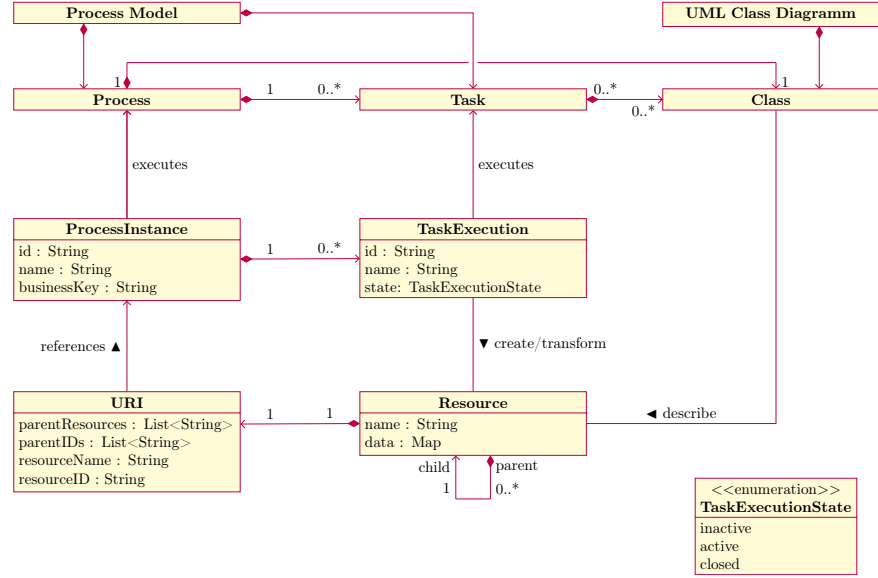 Process Model
UML Class Diagramm
1
1
Process
1
0..*
Task
0..*
0..*
Class
executes
executes
ProcessInstance
id : String
name : String
businessKey : String
1
0..*
TaskExecution
id : String
name : String
state: TaskExecutionState
references ▲
▼ create/transform
URI
parentResources : List<String>
parentIDs : List<String>
resourceName : String
resourceID : String
1
1
Resource
name : String
data : Map
◄ describe
child
parent
1
0..*
<<enumeration>>
TaskExecutionState
inactive
active
closed